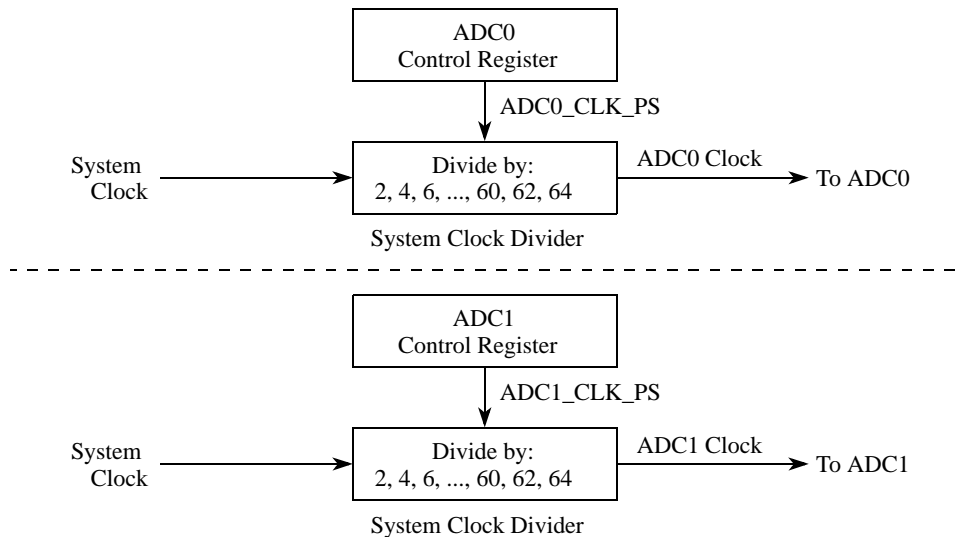 ADC0
Control Register
ADC0_CLK_PS
System
Clock
Divide by:
2, 4, 6, ..., 60, 62, 64
ADC0 Clock
To ADC0
System Clock Divider
ADC1
Control Register
ADC1_CLK_PS
System
Clock
Divide by:
2, 4, 6, ..., 60, 62, 64
ADC1 Clock
To ADC1
System Clock Divider